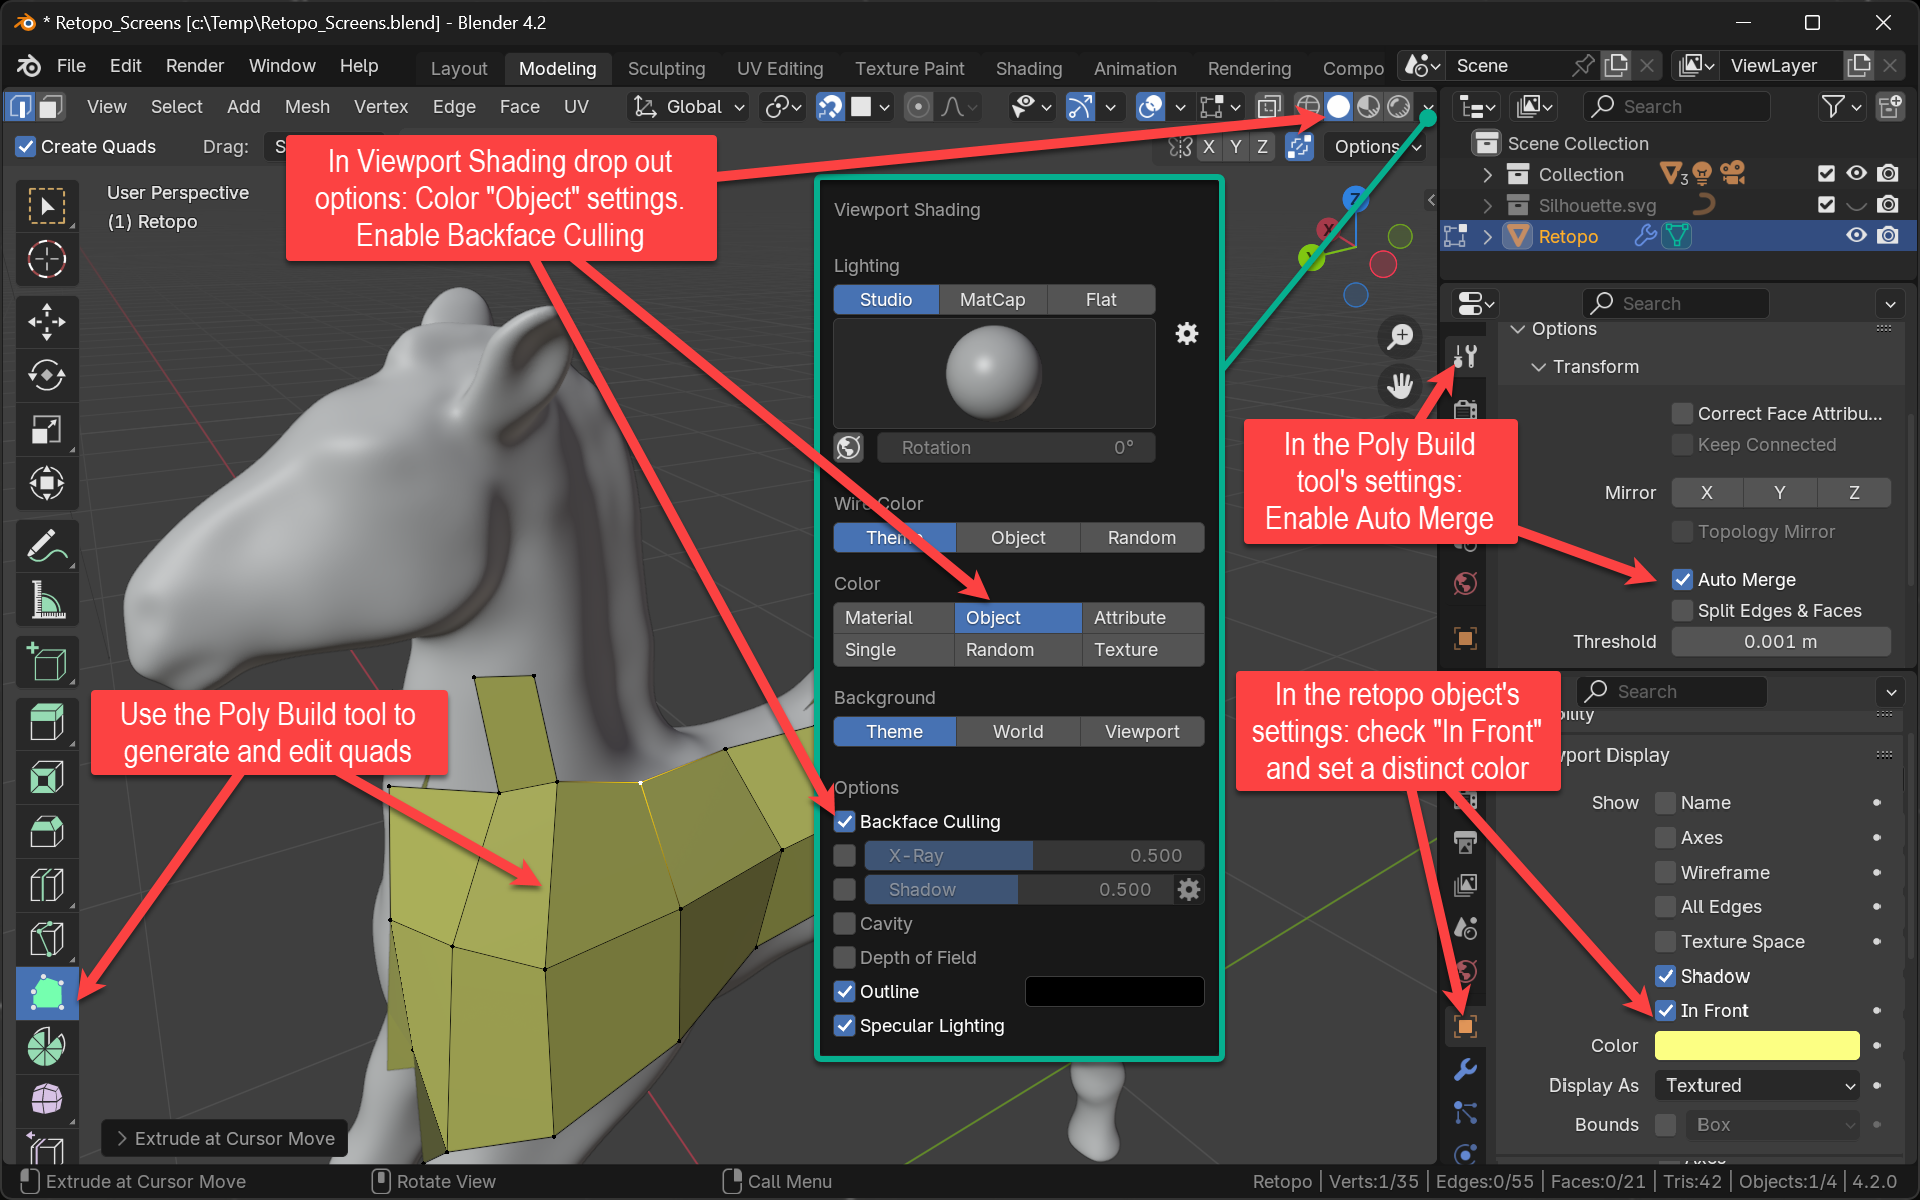 * Retopo_Screens [c:\Temp\Retopo_Screens.blend] - Blender 4.2
File Edit Render Window Help Layout Modeling Sculpting UV Editing Texture Paint Shading Animation Rendering Compo Scene ViewLayer
View Select Add Mesh Vertex Edge Face UV Global Search
Create Quads Drag: S X Y Z Options
User Perspective
(1) Retopo
In Viewport Shading drop out
options: Color "Object" settings.
Enable Backface Culling
Use the Poly Build tool to
generate and edit quads
Extrude at Cursor Move
Viewport Shading
Lighting
Studio MatCap Flat
Rotation 0°
Wire Color
Theme Object Random
Color
Material Object Attribute
Single Random Texture
Background
Theme World Viewport
Options
Backface Culling
X-Ray 0.500
Shadow 0.500
Cavity
Depth of Field
Outline
Specular Lighting
Z
X
Y
Scene Collection
Collection 3
Silhouette.svg
Retopo
Search
Options
Transform
Correct Face Attribu...
Keep Connected
Mirror X Y Z
Topology Mirror
Auto Merge
Split Edges & Faces
Threshold 0.001 m
In the Poly Build
tool's settings:
Enable Auto Merge
In the retopo object's
settings: check "In Front"
and set a distinct color
Search
bility
port Display
Show Name
Axes
Wireframe
All Edges
Texture Space
Shadow
In Front
Color
Display As Textured
Bounds Box
Axes
Extrude at Cursor Move Rotate View Call Menu Retopo | Verts:1/35 | Edges:0/55 | Faces:0/21 | Tris:42 | Objects:1/4 | 4.2.0